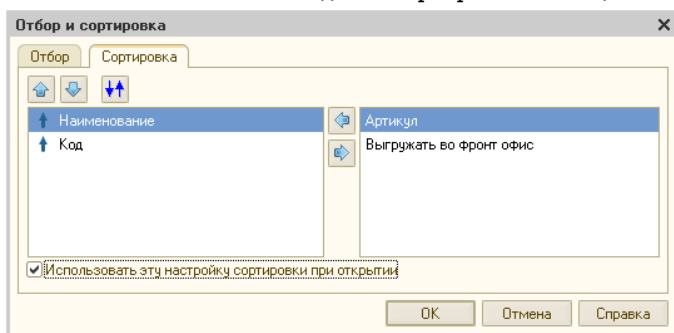 Отбор и сортировка
Отбор Сортировка
Наименование
Код
Артикул
Выгружать во фронт офис
Использовать эту настройку сортировки при открытии
OK Отмена Справка